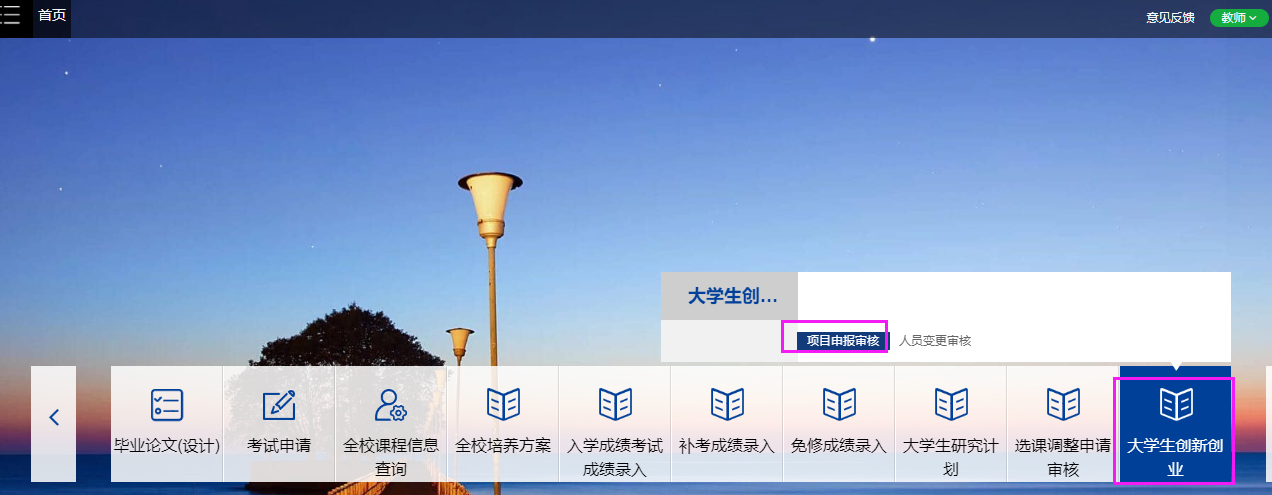 首页
意见反馈
教师
大学生创...
项目申报审核 人员变更审核
毕业论文(设计)
考试申请
全校课程信息
查询
全校培养方案
入学成绩考试
成绩录入
补考成绩录入
免修成绩录入
大学生研究计
划
选课调整申请
审核
大学生创新创
业